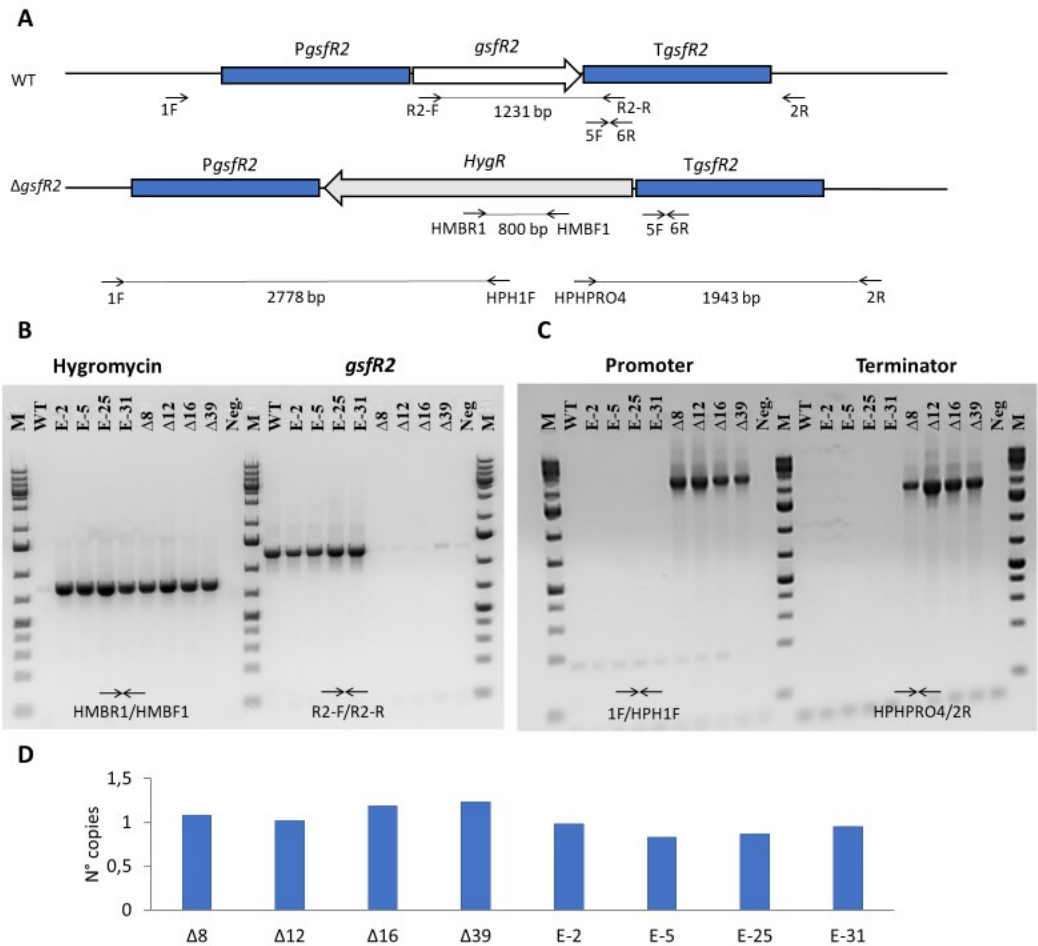 A
PgsfR2 gsfR2 TgsfR2
WT
1F R2-F 1231 bp R2-R 2R
5F 6R
PgsfR2 HygR TgsfR2
ΔgsfR2
HMBR1 800 bp HMBF1 5F 6R
1F 2778 bp HPH1F HPHPRO4 1943 bp 2R
B
Hygromycin gsfR2
M WT E-2 E-5 E-25 E-31 Δ8 Δ12 Δ16 Δ39 Neg. M WT E-2 E-5 E-25 E-31 Δ8 Δ12 Δ16 Δ39 Neg M
HMBR1/HMBF1 R2-F/R2-R
C
Promoter Terminator
M WT E-2 E-5 E-25 E-31 Δ8 Δ12 Δ16 Δ39 Neg. M WT E-2 E-5 E-25 E-31 Δ8 Δ12 Δ16 Δ39 Neg M
1F/HPH1F HPHPRO4/2R
D
N° copies
1,5
1
0,5
0
Δ8 Δ12 Δ16 Δ39 E-2 E-5 E-25 E-31